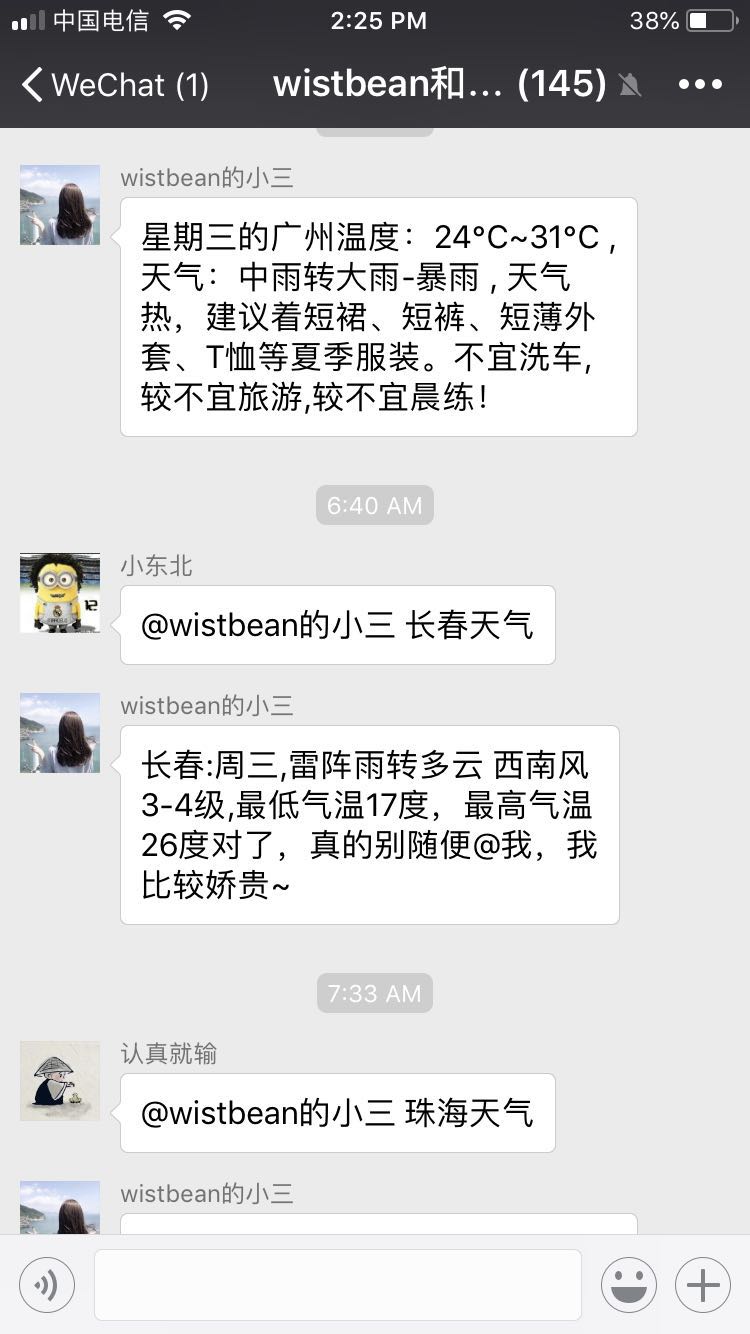 中国电信 2:25 PM 38%
WeChat (1) wistbean和... (145)
wistbean的小三
星期三的广州温度：24°C~31°C ,
天气：中雨转大雨-暴雨 , 天气
热，建议着短裙、短裤、短薄外
套、T恤等夏季服装。不宜洗车,
较不宜旅游,较不宜晨练！
6:40 AM
小东北
@wistbean的小三 长春天气
wistbean的小三
长春:周三,雷阵雨转多云 西南风
3-4级,最低气温17度，最高气温
26度对了，真的别随便@我，我
比较娇贵~
7:33 AM
认真就输
@wistbean的小三 珠海天气
wistbean的小三